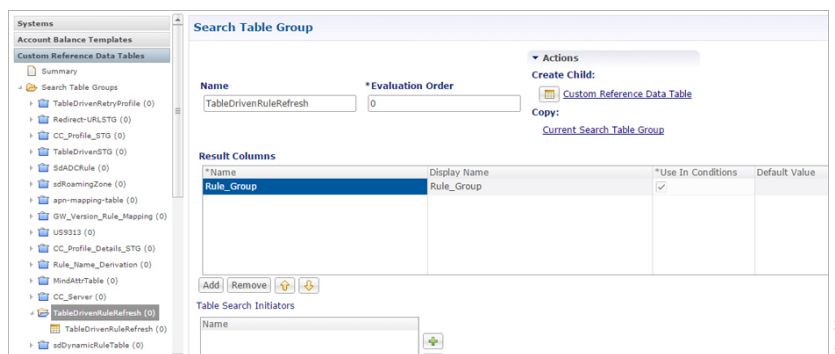 Systems
Account Balance Templates
Custom Reference Data Tables
Summary
Search Table Groups
TableDrivenRetryProfile (0)
Redirect-URLSTG (0)
CC_Profile_STG (0)
TableDrivenSTG (0)
SdADCRule (0)
sdRoamingZone (0)
apn-mapping-table (0)
GW_Version_Rule_Mapping (0)
US9313 (0)
CC_Profile_Details_STG (0)
Rule_Name_Derivation (0)
MindAttrTable (0)
CC_Server (0)
TableDrivenRuleRefresh (0)
TableDrivenRuleRefresh (0)
sdDynamicRuleTable (0)
Search Table Group
Name
*Evaluation Order
TableDrivenRuleRefresh
0
Actions
Create Child:
Custom Reference Data Table
Copy:
Current Search Table Group
Result Columns
*Name Display Name *Use In Conditions Default Value
Rule_Group Rule_Group
Add Remove
Table Search Initiators
Name